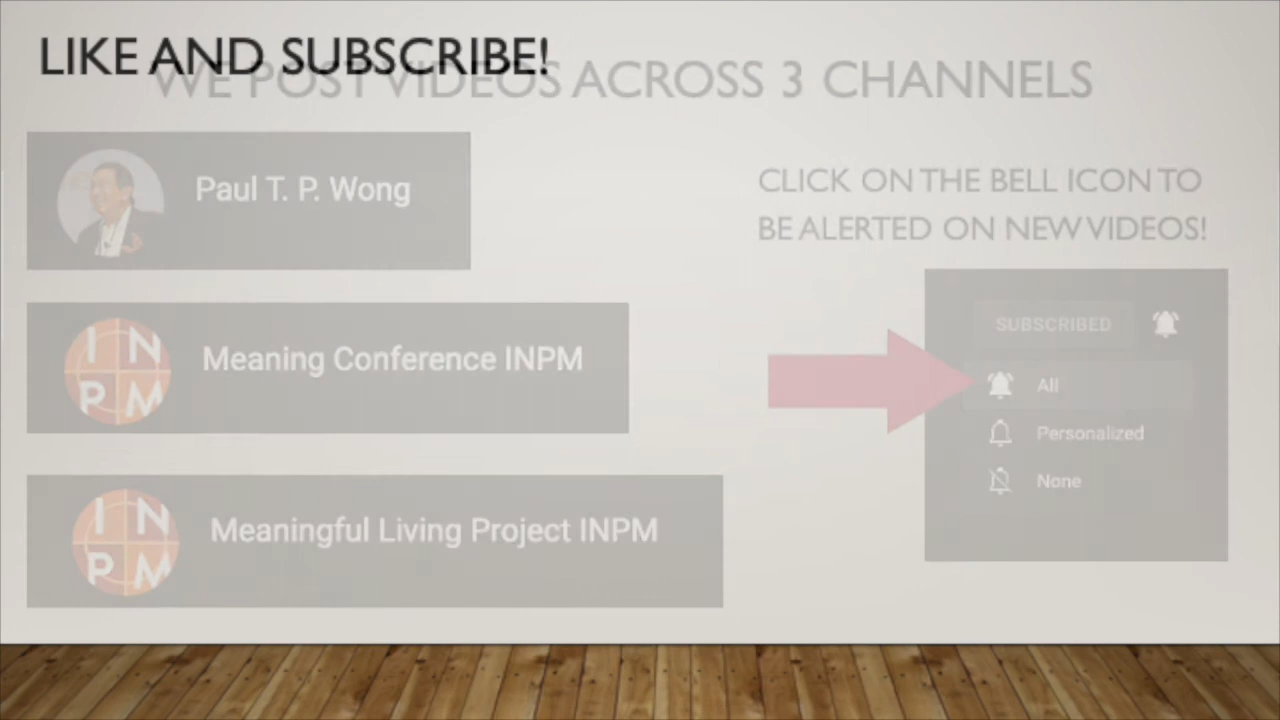 LIKE AND SUBSCRIBE!
WE POST VIDEOS ACROSS 3 CHANNELS
Paul T. P. Wong
CLICK ON THE BELL ICON TO
BE ALERTED ON NEW VIDEOS!
SUBSCRIBED
I N
P M
Meaning Conference INPM
All
Personalized
None
I N
P M
Meaningful Living Project INPM